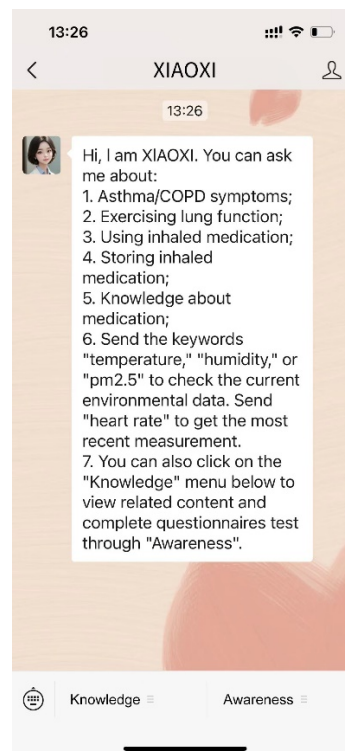 13:26
XIAOXI
13:26
Hi, I am XIAOXI. You can ask
me about:
1. Asthma/COPD symptoms;
2. Exercising lung function;
3. Using inhaled medication;
4. Storing inhaled
medication;
5. Knowledge about
medication;
6. Send the keywords
"temperature," "humidity," or
"pm2.5" to check the current
environmental data. Send
"heart rate" to get the most
recent measurement.
7. You can also click on the
"Knowledge" menu below to
view related content and
complete questionnaires test
through "Awareness".
Knowledge
Awareness